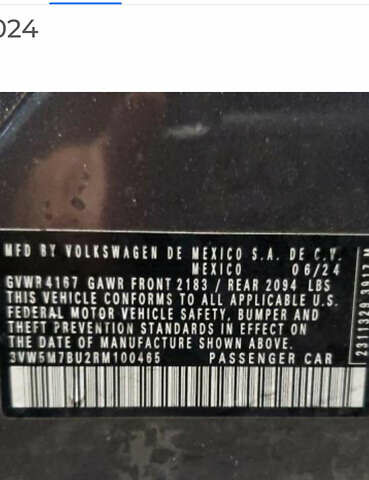 024
MFD BY VOLKSWAGEN DE MEXICO S.A. DE C.V.
MEXICO 06/24
GVWR 4167 GAWR FRONT 2183 / REAR 2094 LBS
THIS VEHICLE CONFORMS TO ALL APPLICABLE U.S.
FEDERAL MOTOR VEHICLE SAFETY, BUMPER AND
THEFT PREVENTION STANDARDS IN EFFECT ON
THE DATE OF MANUFACTURE SHOWN ABOVE.
3VW5M7BU2RM100465 PASSENGER CAR